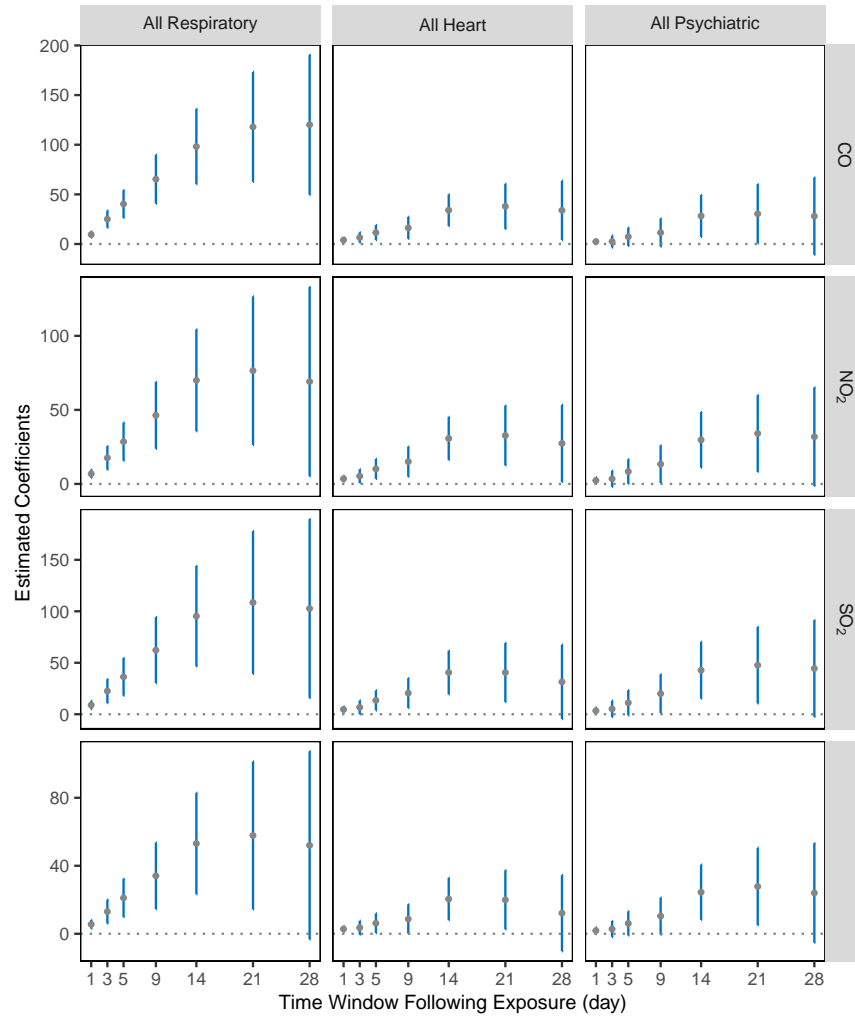 All Respiratory All Heart All Psychiatric
200
150
100
50
0
CO
100
50
0
NO₂
150
100
50
0
SO₂
80
40
0
Estimated Coefficients
1 3 5 9 14 21 28 1 3 5 9 14 21 28 1 3 5 9 14 21 28
Time Window Following Exposure (day)